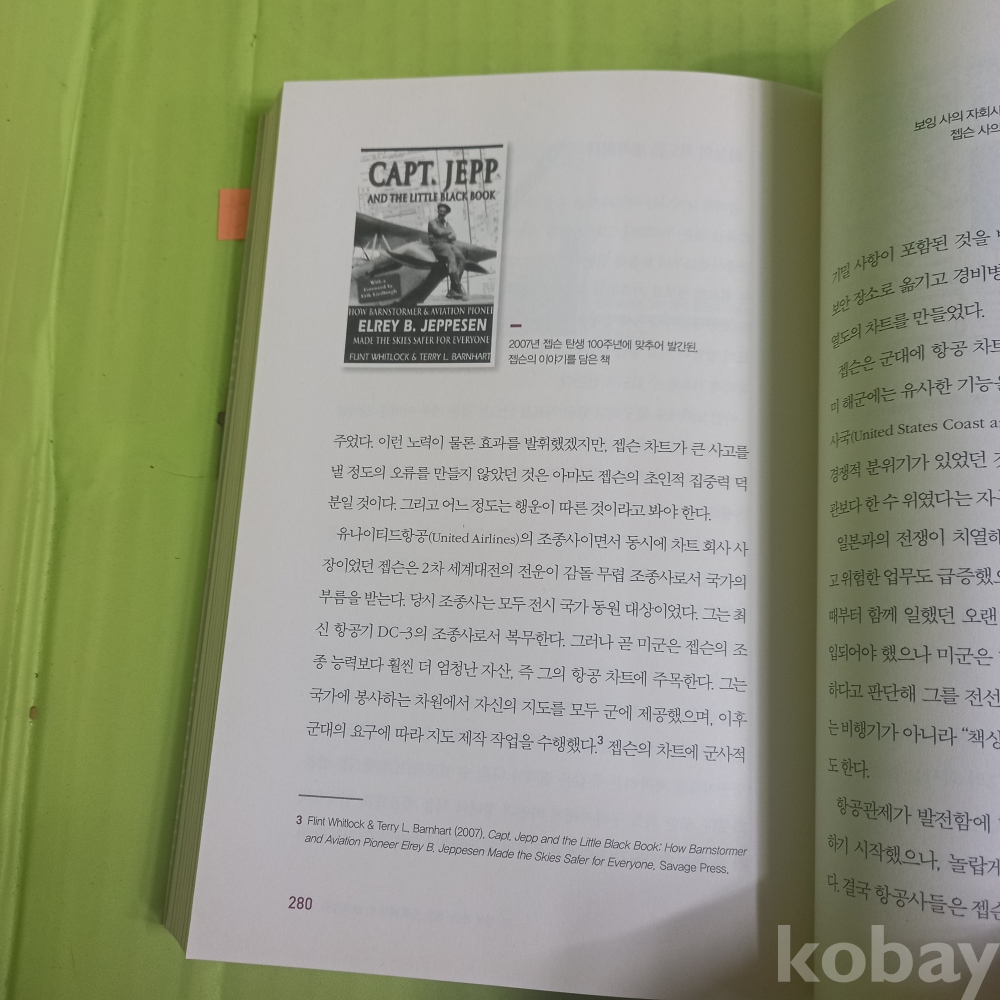 CAPT. JEPP
AND THE LITTLE BLACK BOOK
With a
Foreword by
Erik Lindbergh
HOW BARNSTORMER & AVIATION PIONEE
ELREY B. JEPPESEN
MADE THE SKIES SAFER FOR EVERYONE
FLINT WHITLOCK & TERRY L. BARNHART
2007년 젭슨 탄생 100주년에 맞추어 발간된,
젭슨의 이야기를 담은 책
주었다. 이런 노력이 물론 효과를 발휘했겠지만, 젭슨 차트가 큰 사고를
낼 정도의 오류를 만들지 않았던 것은 아마도 젭슨의 초인적 집중력 덕
분일 것이다. 그리고 어느 정도는 행운이 따른 것이라고 봐야 한다.
유나이티드항공(United Airlines)의 조종사이면서 동시에 차트 회사 사
장이었던 젭슨은 2차 세계대전의 전운이 감돌 무렵 조종사로서 국가의
부름을 받는다. 당시 조종사는 모두 전시 국가 동원 대상이었다. 그는 최
신 항공기 DC-3의 조종사로서 복무한다. 그러나 곧 미군은 젭슨의 조
종 능력보다 훨씬 더 엄청난 자산, 즉 그의 항공 차트에 주목한다. 그는
국가에 봉사하는 차원에서 자신의 지도를 모두 군에 제공했으며, 이후
군대의 요구에 따라 지도 제작 작업을 수행했다.3 젭슨의 차트에 군사적
3 Flint Whitlock & Terry L. Barnhart (2007), Capt. Jepp and the Little Black Book: How Barnstormer
and Aviation Pioneer Elrey B. Jeppesen Made the Skies Safer for Everyone, Savage Press.
280
보잉 사의 자회사
젭슨 사의
기밀 사항이 포함된 것을
보안 장소로 옮기고 경비병
열도의 차트를 만들었다.
젭슨은 군대에 항공 차트
미 해군에는 유사한 기능을
사국(United States Coast an
경쟁적 분위기가 있었던
관보다 한 수 위였다는 자
일본과의 전쟁이 치열해
고 위험한 업무도 급증했으
때부터 함께 일했던 오랜
입되어야 했으나 미군은
하다고 판단해 그를 전선
는 비행기가 아니라 “책상
도 한다.
항공관제가 발전함에
하기 시작했으나, 놀랍게
다. 결국 항공사들은 젭슨
kobay